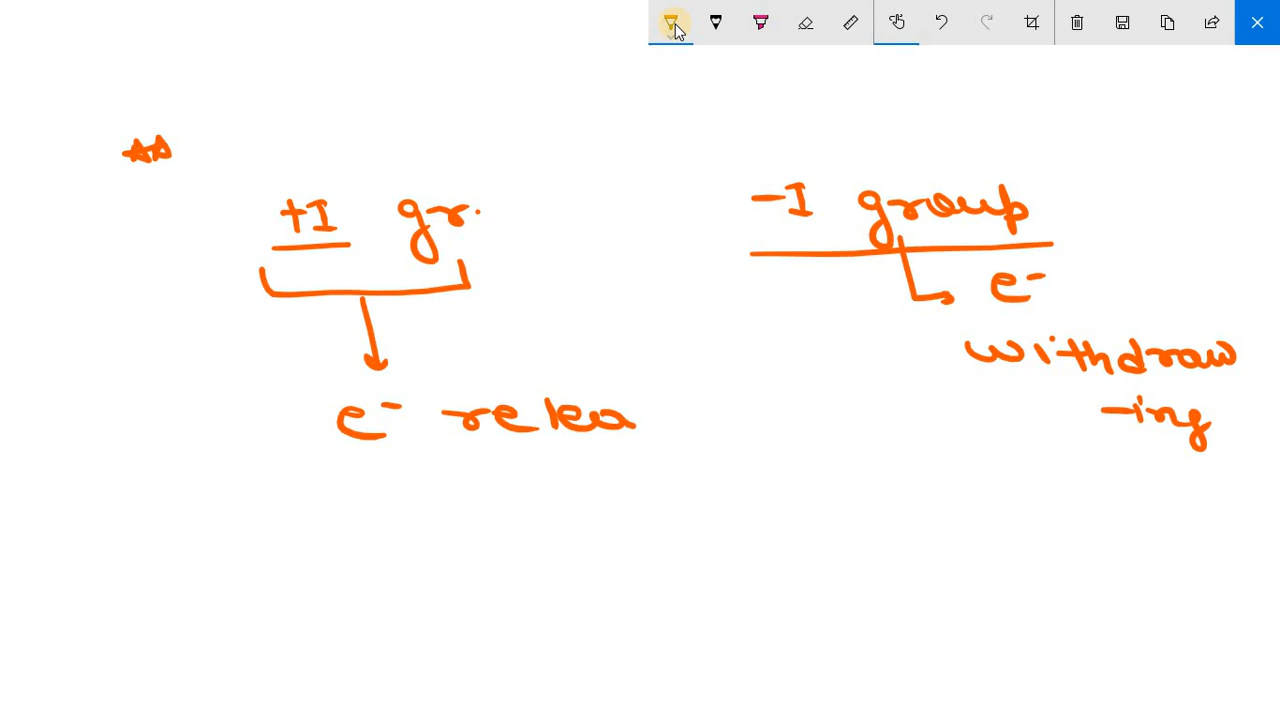 +I gr.
e- relea
-I group
e-
withdraw
-ing